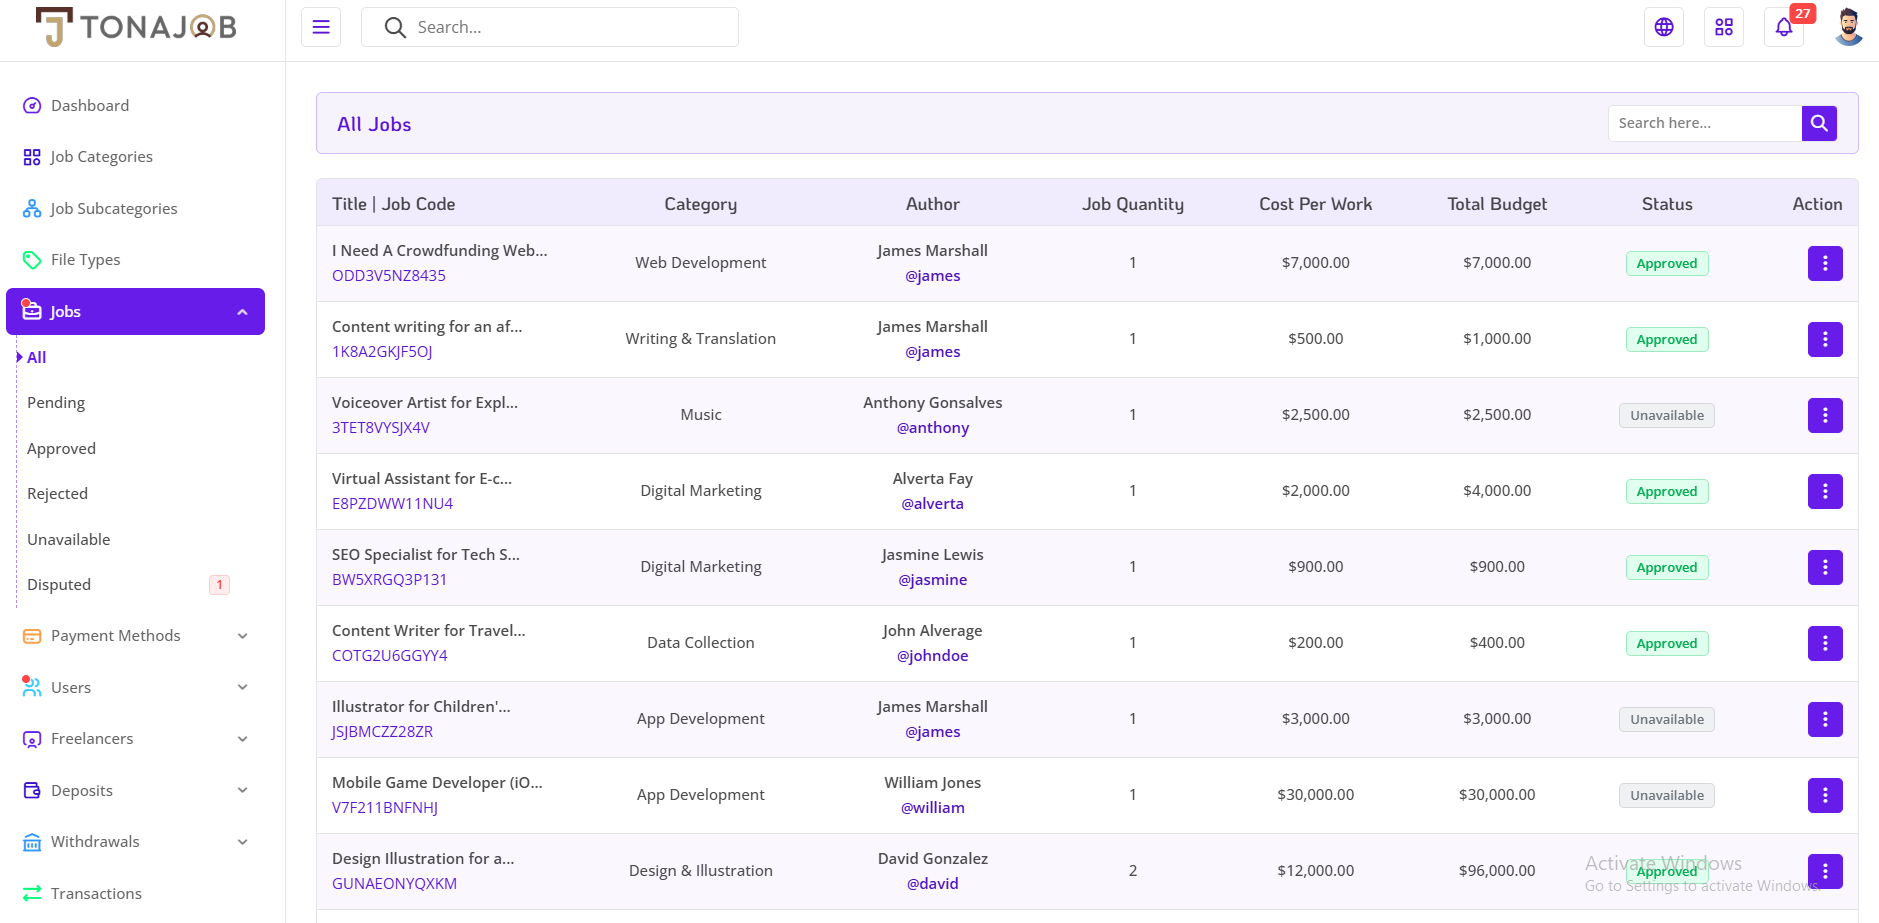 TONAJOB
Search...
27
Dashboard
Job Categories
Job Subcategories
File Types
Jobs
All
Pending
Approved
Rejected
Unavailable
Disputed 1
Payment Methods
Users
Freelancers
Deposits
Withdrawals
Transactions
All Jobs
Search here...
Title | Job Code Category Author Job Quantity Cost Per Work Total Budget Status Action
I Need A Crowdfunding Web... James Marshall
ODD3V5NZ8435 Web Development @james 1 $7,000.00 $7,000.00 Approved
Content writing for an af... James Marshall
1K8A2GKJF5OJ Writing & Translation @james 1 $500.00 $1,000.00 Approved
Voiceover Artist for Expl... Anthony Gonsalves
3TET8VYSJX4V Music @anthony 1 $2,500.00 $2,500.00 Unavailable
Virtual Assistant for E-c... Alverta Fay
E8PZDWW11NU4 Digital Marketing @alverta 1 $2,000.00 $4,000.00 Approved
SEO Specialist for Tech S... Jasmine Lewis
BW5XRGQ3P131 Digital Marketing @jasmine 1 $900.00 $900.00 Approved
Content Writer for Travel... John Alverage
COTG2U6GGYY4 Data Collection @johndoe 1 $200.00 $400.00 Approved
Illustrator for Children'... James Marshall
JSJBMCZZ28ZR App Development @james 1 $3,000.00 $3,000.00 Unavailable
Mobile Game Developer (iO... William Jones
V7F211BNFNHJ App Development @william 1 $30,000.00 $30,000.00 Unavailable
Design Illustration for a... David Gonzalez
GUNAEONYQXKM Design & Illustration @david 2 $12,000.00 $96,000.00 Approved
Activate Windows
Go to Settings to activate Windows.